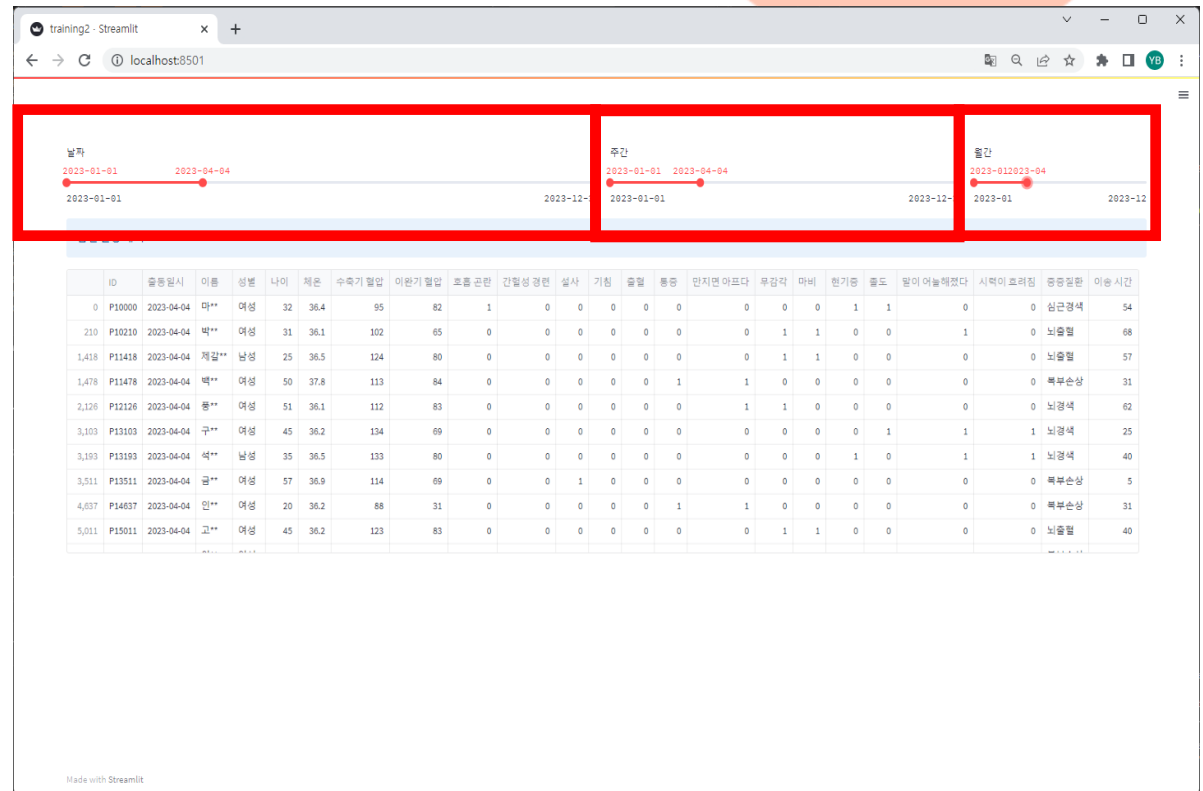 training2 - Streamlit
localhost:8501
YB
날짜 주간 월간
2023-01-01 2023-04-04 2023-01-01 2023-04-04 2023-01 2023-04
2023-01-01 2023-12- 2023-01-01 2023-12- 2023-01 2023-12
ID 출동일시 이름 성별 나이 체온 수축기 혈압 이완기 혈압 호흡 곤란 간헐성 경련 설사 기침 출혈 통증 만지면 아프다 무감각 마비 현기증 졸도 말이 어눌해졌다 시력이 흐려짐 중증질환 이송 시간
0 P10000 2023-04-04 마** 여성 32 36.4 95 82 1 0 0 0 0 0 0 0 0 1 1 0 0 심근경색 54
210 P10210 2023-04-04 박** 여성 31 36.1 102 65 0 0 0 0 0 0 0 1 1 0 0 1 0 뇌출혈 68
1,418 P11418 2023-04-04 제갈** 남성 25 36.5 124 80 0 0 0 0 0 0 0 1 1 0 0 0 0 뇌출혈 57
1,478 P11478 2023-04-04 백** 여성 50 37.8 113 84 0 0 0 0 0 1 1 0 0 0 0 0 0 복부손상 31
2,126 P12126 2023-04-04 풍** 여성 51 36.1 112 83 0 0 0 0 0 0 1 1 0 0 0 0 0 뇌경색 62
3,103 P13103 2023-04-04 구** 여성 45 36.2 134 69 0 0 0 0 0 0 0 0 0 0 1 1 1 뇌경색 25
3,193 P13193 2023-04-04 석** 남성 35 36.5 133 80 0 0 0 0 0 0 0 0 0 1 0 1 1 뇌경색 40
3,511 P13511 2023-04-04 금** 여성 57 36.9 114 69 0 0 1 0 0 0 0 0 0 0 0 0 0 복부손상 5
4,637 P14637 2023-04-04 인** 여성 20 36.2 88 31 0 0 0 0 0 1 1 0 0 0 0 0 0 복부손상 31
5,011 P15011 2023-04-04 고** 여성 45 36.2 123 83 0 0 0 0 0 0 0 1 1 0 0 0 0 뇌출혈 40
Made with Streamlit